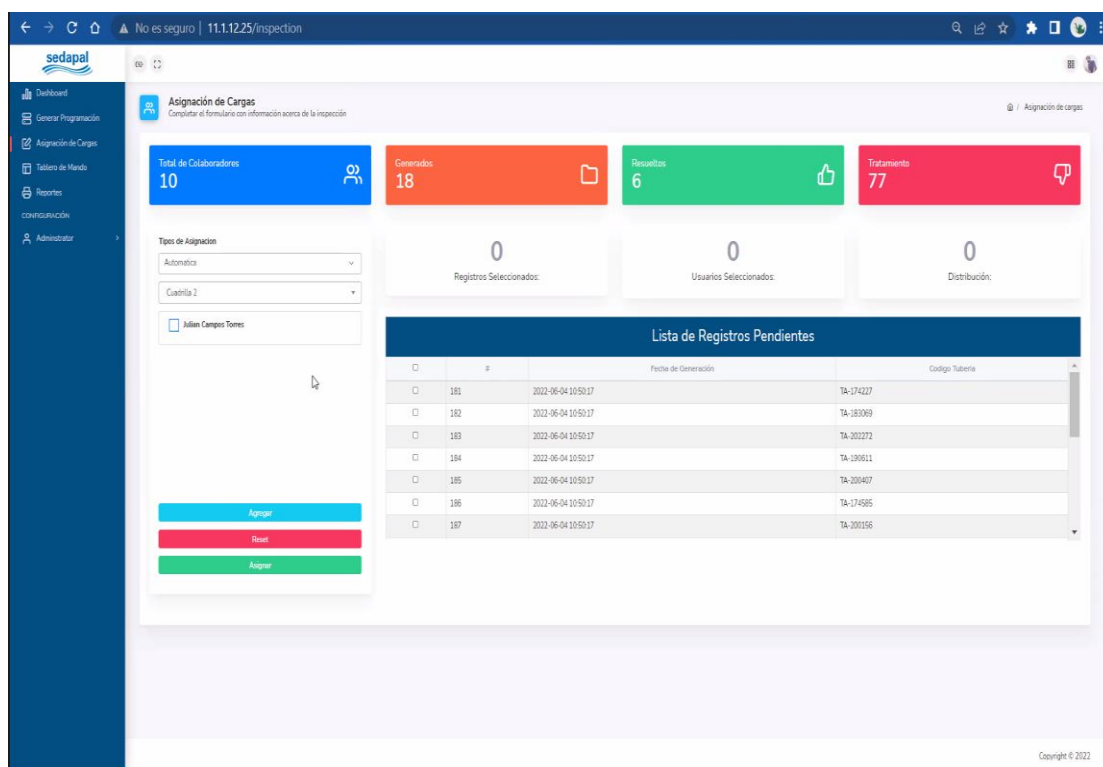 No es seguro | 11.1.12.25/inspection
sedapal
Dashboard
Generar Programación
Asignación de Cargas
Tablero de Mando
Reportes
CONFIGURACIÓN
Adminstrator
Asignación de Cargas
Completar el formulario con información acerca de la inspección
/ Asignación de cargas
Total de Colaboradores
10
Generados
18
Resueltos
6
Tratamiento
77
Tipos de Asignacion
Automatica
Cuadrilla 2
Julian Campos Torres
Agregar
Reset
Asignar
0
Registros Seleccionados:
0
Usuarios Seleccionados:
0
Distribución:
Lista de Registros Pendientes
# Fecha de Generación Codigo Tuberia
181 2022-06-04 10:50:17 TA-174227
182 2022-06-04 10:50:17 TA-183069
183 2022-06-04 10:50:17 TA-202272
184 2022-06-04 10:50:17 TA-190611
185 2022-06-04 10:50:17 TA-200407
186 2022-06-04 10:50:17 TA-174585
187 2022-06-04 10:50:17 TA-200156
Copyright © 2022